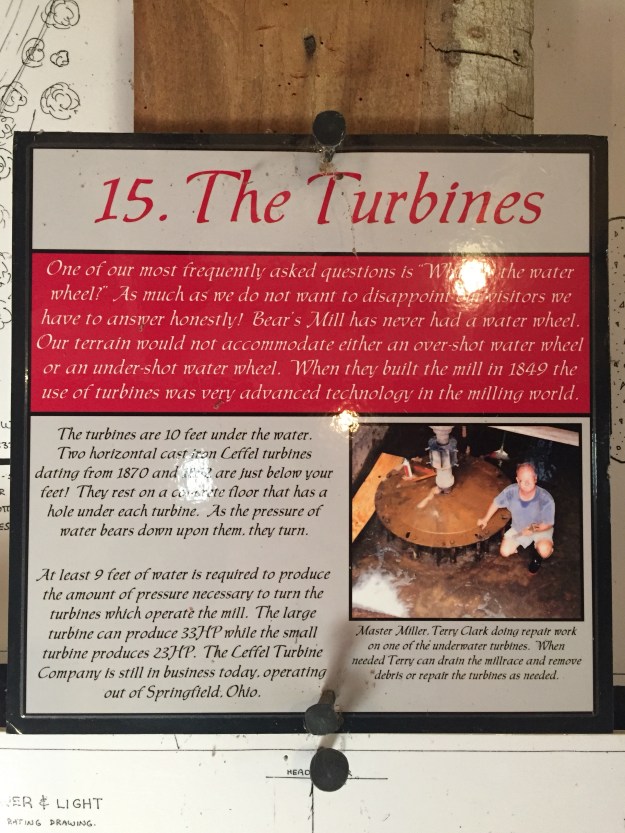 15. The Turbines
One of our most frequently asked questions is "Wh the water
wheel?" As much as we do not want to disappoint visitors we
have to answer honestly! Bear's Mill has never had a water wheel.
Our terrain would not accommodate either an over-shot water wheel
or an under-shot water wheel. When they built the mill in 1849 the
use of turbines was very advanced technology in the milling world.
The turbines are 10 feet under the water.
Two horizontal cast iron Leffel turbines
dating from 1870 and are just below your
feet! They rest on a concrete floor that has a
hole under each turbine. As the pressure of
water bears down upon them, they turn.
At least 9 feet of water is required to produce
the amount of pressure necessary to turn the
turbines which operate the mill. The large
turbine can produce 33HP while the small
turbine produces 23HP. The Leffel Turbine
Company is still in business today, operating
out of Springfield, Ohio.
Master Miller, Terry Clark doing repair work
on one of the underwater turbines. When
needed Terry can drain the millrace and remove
debris or repair the turbines as needed.
HEAD
ER & LIGHT
RATING DRAWING.